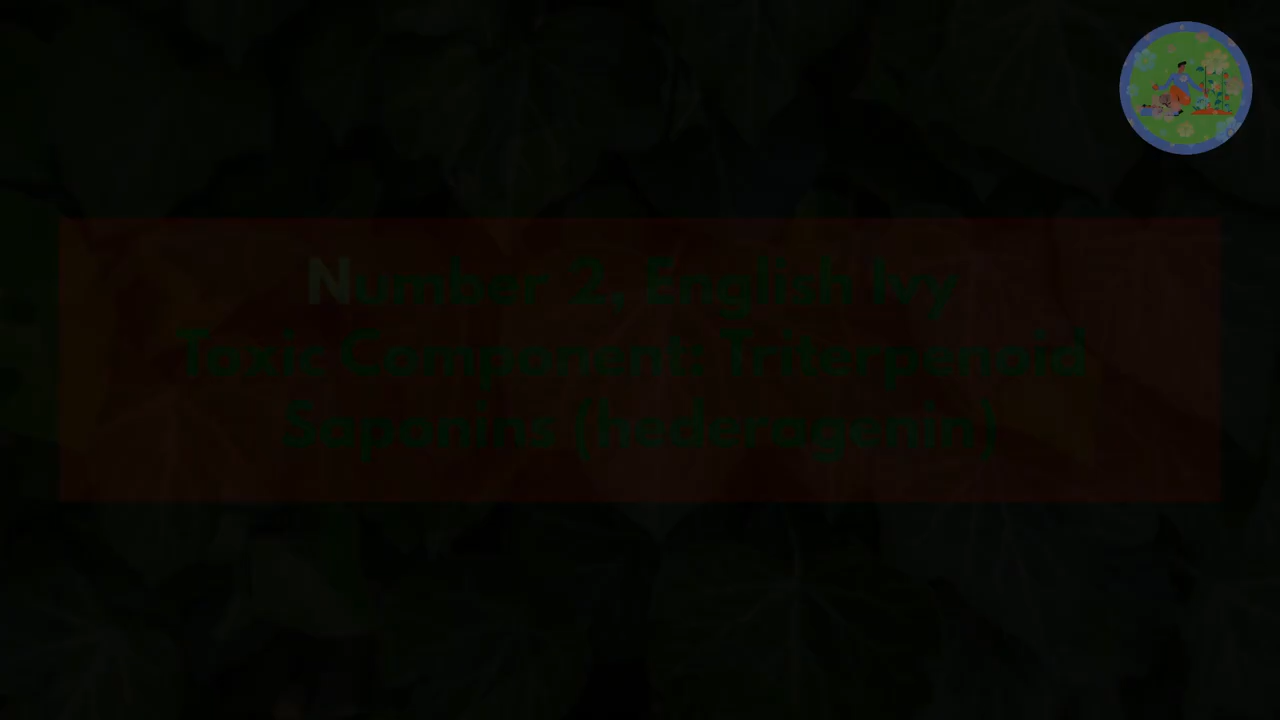 Number 2, English Ivy
Toxic Component: Triterpenoid
Saponins (hederagenin)